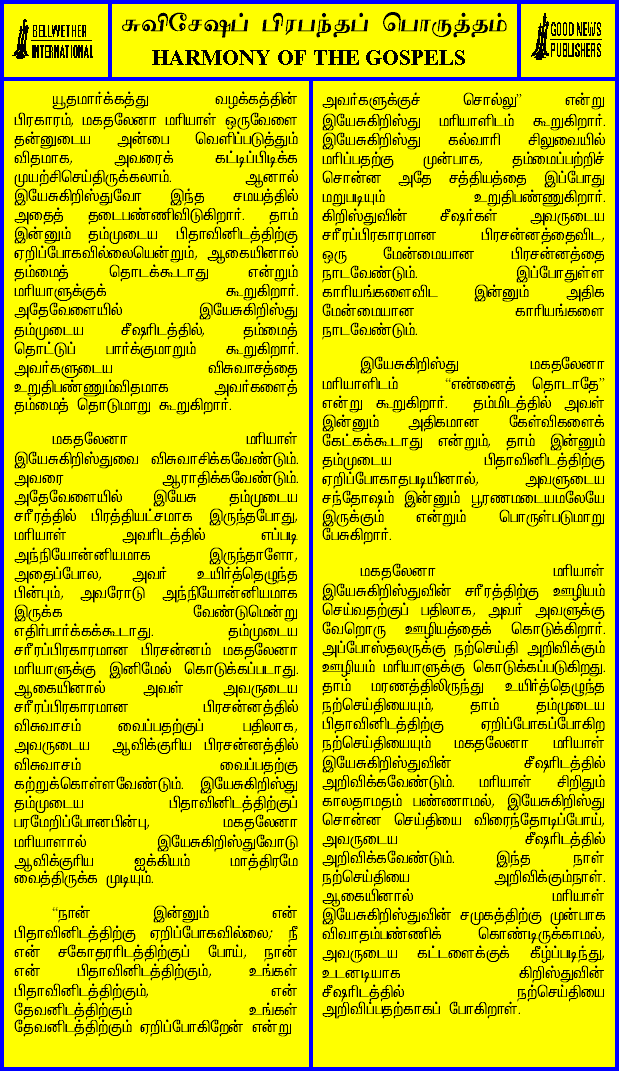 BELLWETHER
INTERNATIONAL
சுவிசேஷப் பிரபந்தப் பொருத்தம்
HARMONY OF THE GOSPELS
GOOD NEWS
PUBLISHERS
யூதமார்க்கத்து வழக்கத்தின்
பிரகாரம், மகதலேனா மரியாள் ஒருவேளை
தன்னுடைய அன்பை வெளிப்படுத்தும்
விதமாக, அவரைக் கட்டிப்பிடிக்க
முயற்சிசெய்திருக்கலாம். ஆனால்
இயேசுகிறிஸ்துவோ இந்த சமயத்தில்
அதைத் தடைபண்ணிவிடுகிறார். தாம்
இன்னும் தம்முடைய பிதாவினிடத்திற்கு
ஏறிப்போகவில்லையென்றும், ஆகையினால்
தம்மைத் தொடக்கூடாது என்றும்
மரியாளுக்குக் கூறுகிறார்.
அதேவேளையில் இயேசுகிறிஸ்து
தம்முடைய சீஷரிடத்தில், தம்மைத்
தொட்டுப் பார்க்குமாறும் கூறுகிறார்.
அவர்களுடைய விசுவாசத்தை
உறுதிபண்ணும்விதமாக அவர்களைத்
தம்மைத் தொடுமாறு கூறுகிறார்.
மகதலேனா மரியாள்
இயேசுகிறிஸ்துவை விசுவாசிக்கவேண்டும்.
அவரை ஆராதிக்கவேண்டும்.
அதேவேளையில் இயேசு தம்முடைய
சரீரத்தில் பிரத்தியட்சமாக இருந்தபோது,
மரியாள் அவரிடத்தில் எப்படி
அந்நியோன்னியமாக இருந்தாளோ,
அதைப்போல, அவர் உயிர்த்தெழுந்த
பின்பும், அவரோடு அந்நியோன்னியமாக
இருக்க வேண்டுமென்று
எதிர்பார்க்கக்கூடாது. தம்முடைய
சரீரப்பிரகாரமான பிரசன்னம் மகதலேனா
மரியாளுக்கு இனிமேல் கொடுக்கப்படாது.
ஆகையினால் அவள் அவருடைய
சரீரப்பிரகாரமான பிரசன்னத்தில்
விசுவாசம் வைப்பதற்குப் பதிலாக,
அவருடைய ஆவிக்குரிய பிரசன்னத்தில்
விசுவாசம் வைப்பதற்கு
கற்றுக்கொள்ளவேண்டும். இயேசுகிறிஸ்து
தம்முடைய பிதாவினிடத்திற்குப்
பரமேறிப்போனபின்பு, மகதலேனா
மரியாளால் இயேசுகிறிஸ்துவோடு
ஆவிக்குரிய ஐக்கியம் மாத்திரமே
வைத்திருக்க முடியும்.
“நான் இன்னும் என்
பிதாவினிடத்திற்கு ஏறிப்போகவில்லை; நீ
என் சகோதரரிடத்திற்குப் போய், நான்
என் பிதாவினிடத்திற்கும், உங்கள்
பிதாவினிடத்திற்கும், என்
தேவனிடத்திற்கும் உங்கள்
தேவனிடத்திற்கும் ஏறிப்போகிறேன் என்று
அவர்களுக்குச் சொல்லு” என்று
இயேசுகிறிஸ்து மரியாளிடம் கூறுகிறார்.
இயேசுகிறிஸ்து கல்வாரி சிலுவையில்
மரிப்பதற்கு முன்பாக, தம்மைப்பற்றிச்
சொன்ன அதே சத்தியத்தை இப்போது
மறுபடியும் உறுதிபண்ணுகிறார்.
கிறிஸ்துவின் சீஷர்கள் அவருடைய
சரீரப்பிரகாரமான பிரசன்னத்தைவிட,
ஒரு மேன்மையான பிரசன்னத்தை
நாடவேண்டும். இப்போதுள்ள
காரியங்களைவிட இன்னும் அதிக
மேன்மையான காரியங்களை
நாடவேண்டும்.
இயேசுகிறிஸ்து மகதலேனா
மரியாளிடம் “என்னைத் தொடாதே”
என்று கூறுகிறார். தம்மிடத்தில் அவள்
இன்னும் அதிகமான கேள்விகளைக்
கேட்கக்கூடாது என்றும், தாம் இன்னும்
தம்முடைய பிதாவினிடத்திற்கு
ஏறிப்போகாதபடியினால், அவளுடைய
சந்தோஷம் இன்னும் பூரணமடையாமலேயே
இருக்கும் என்றும் பொருள்படுமாறு
பேசுகிறார்.
மகதலேனா மரியாள்
இயேசுகிறிஸ்துவின் சரீரத்திற்கு ஊழியம்
செய்வதற்குப் பதிலாக, அவர் அவளுக்கு
வேறொரு ஊழியத்தைக் கொடுக்கிறார்.
அப்போஸ்தலருக்கு நற்செய்தி அறிவிக்கும்
ஊழியம் மரியாளுக்கு கொடுக்கப்படுகிறது.
தாம் மரணத்திலிருந்து உயிர்த்தெழுந்த
நற்செய்தியையும், தாம் தம்முடைய
பிதாவினிடத்திற்கு ஏறிப்போகப்போகிற
நற்செய்தியையும் மகதலேனா மரியாள்
இயேசுகிறிஸ்துவின் சீஷரிடத்தில்
அறிவிக்கவேண்டும். மரியாள் சிறிதும்
காலதாமதம் பண்ணாமல், இயேசுகிறிஸ்து
சொன்ன செய்தியை விரைந்தோடிப்போய்,
அவருடைய சீஷரிடத்தில்
அறிவிக்கவேண்டும். இந்த நாள்
நற்செய்தியை அறிவிக்கும்நாள்.
ஆகையினால் மரியாள்
இயேசுகிறிஸ்துவின் சமுகத்திற்கு முன்பாக
விவாதம்பண்ணிக் கொண்டிருக்காமல்,
அவருடைய கட்டளைக்குக் கீழ்ப்படிந்து,
உடனடியாக கிறிஸ்துவின்
சீஷரிடத்தில் நற்செய்தியை
அறிவிப்பதற்காகப் போகிறாள்.